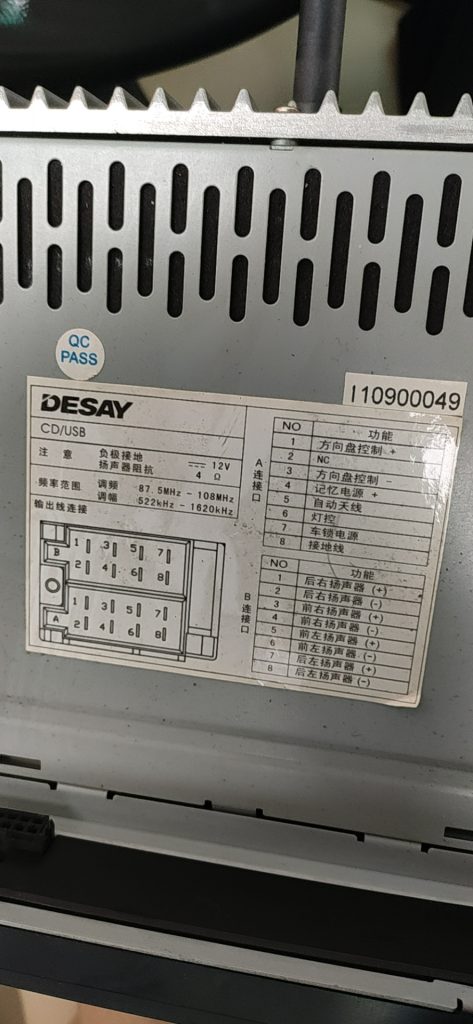 QC
PASS
110900049
DESAY
CD/USB
注 意 负极接地 12V
扬声器阻抗 4 Ω
频率范围 调频 87.5MHz - 108MHz
调幅 522kHz - 1620kHz
输出线连接
B 1 3 5 7
2 4 6 8
1 3 5 7
A 2 4 6 8
A连接口
NO 功能
1 方向盘控制 +
2 NC
3 方向盘控制 -
4 记忆电源 +
5 自动天线
6 灯控
7 车锁电源
8 接地线
B连接口
NO 功能
1 后右扬声器 (+)
2 后右扬声器 (-)
3 前右扬声器 (+)
4 前右扬声器 (-)
5 前左扬声器 (+)
6 前左扬声器 (-)
7 后左扬声器 (+)
8 后左扬声器 (-)